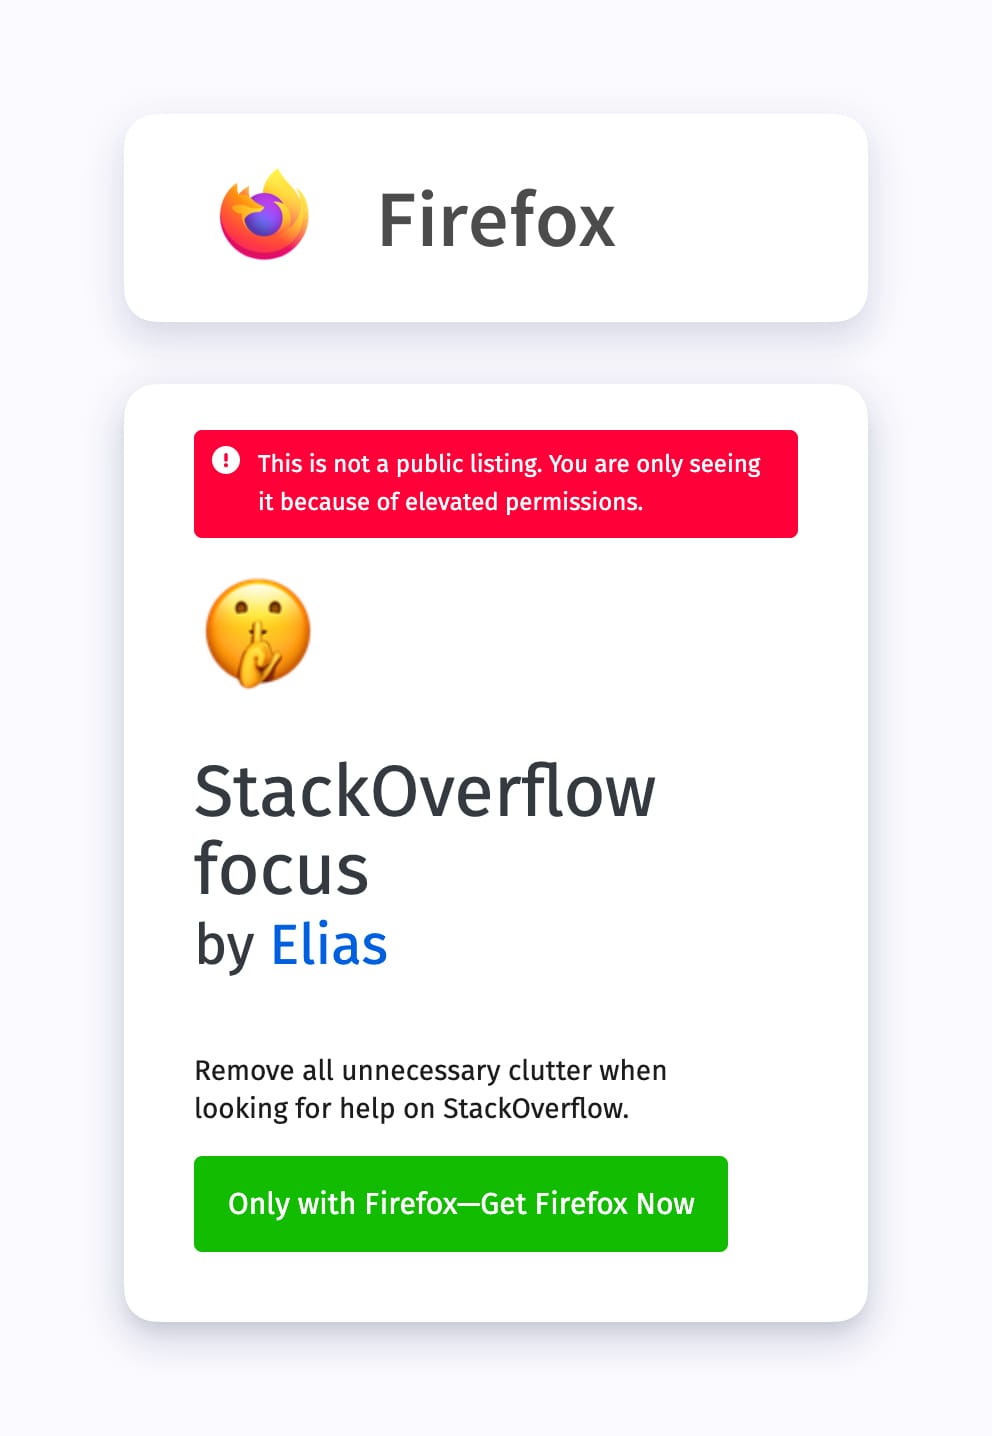 Firefox
This is not a public listing. You are only seeing
it because of elevated permissions.
StackOverflow
focus
by Elias
Remove all unnecessary clutter when
looking for help on StackOverflow.
Only with Firefox—Get Firefox Now